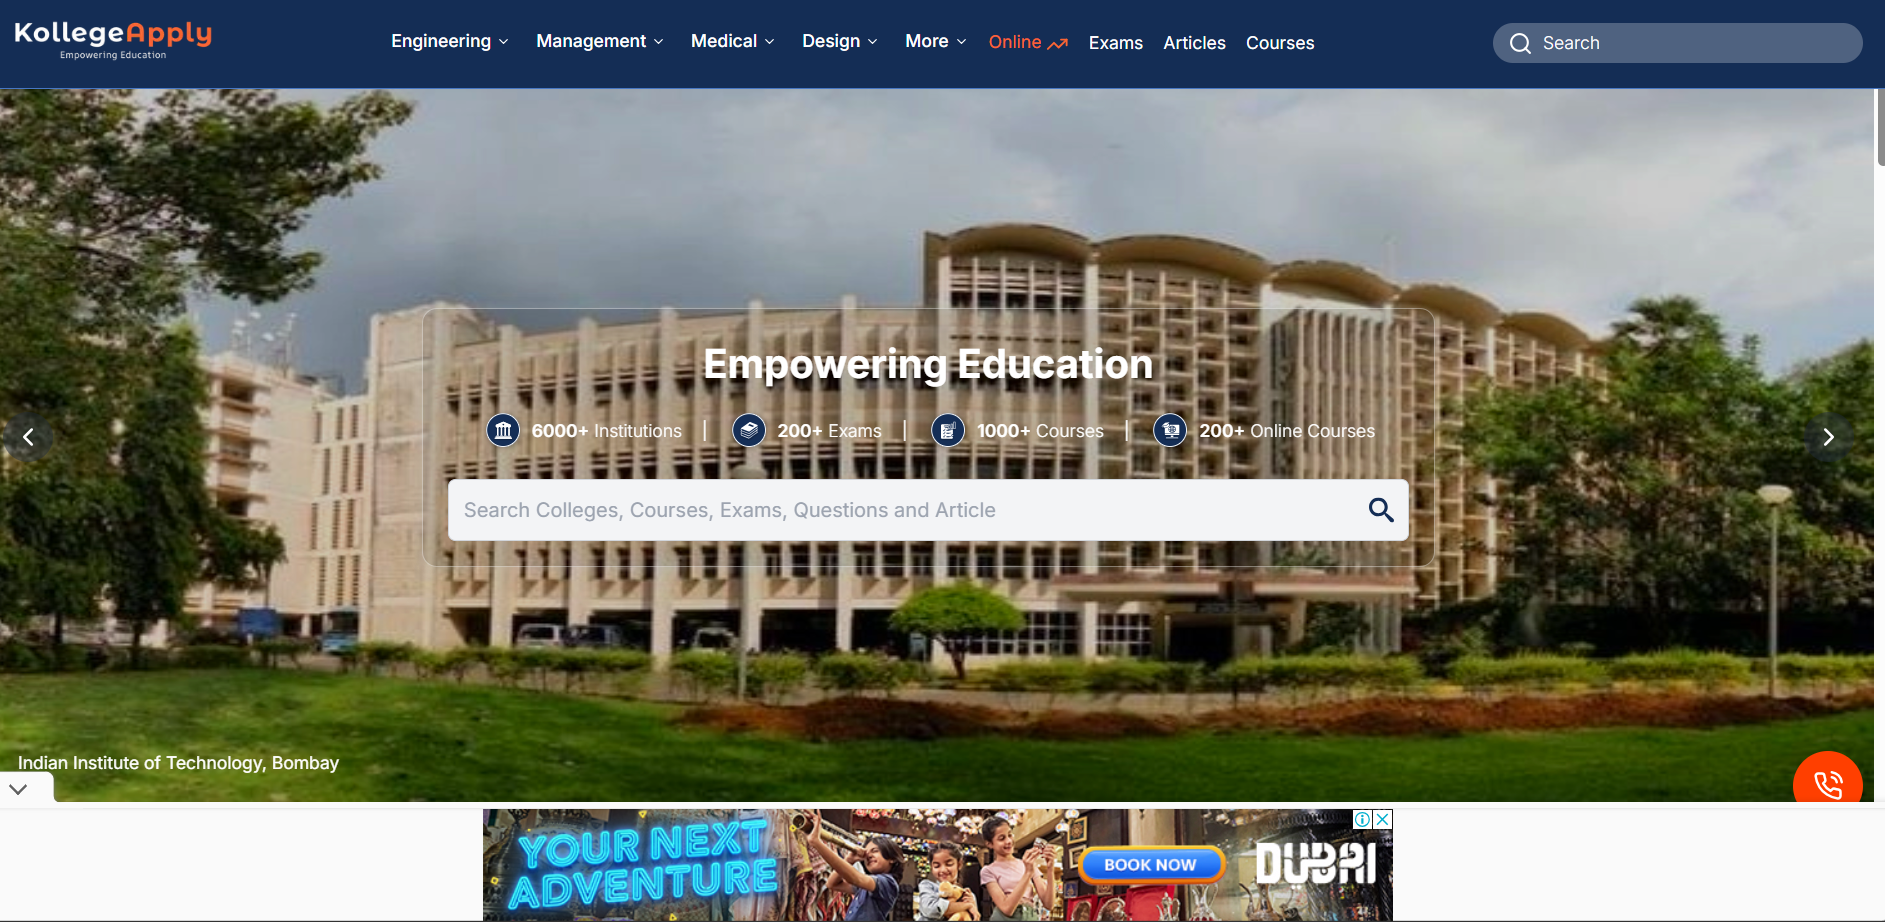 KollegeApply
Empowering Education
Engineering Management Medical Design More Online Exams Articles Courses
Search
Empowering Education
6000+ Institutions | 200+ Exams | 1000+ Courses | 200+ Online Courses
Search Colleges, Courses, Exams, Questions and Article
Indian Institute of Technology, Bombay
YOUR NEXT
ADVENTURE
BOOK NOW
DUBAI